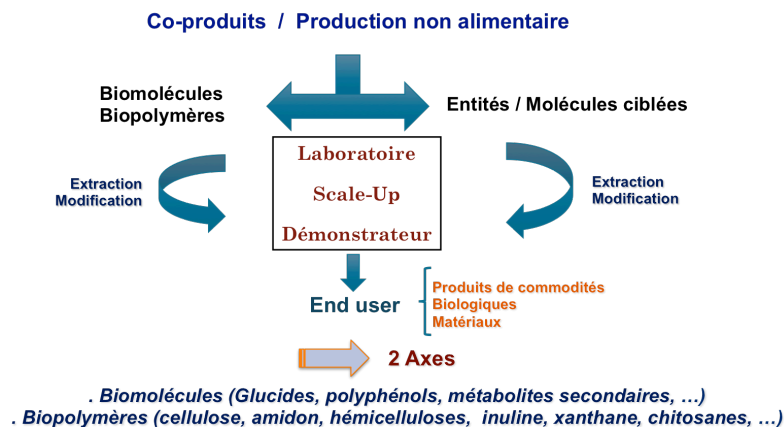 Co-produits / Production non alimentaire
Biomolécules
Biopolymères
Entités / Molécules ciblées
Laboratoire
Scale-Up
Démonstrateur
Extraction
Modification
Extraction
Modification
End user
Produits de commodités
Biologiques
Matériaux
2 Axes
. Biomolécules (Glucides, polyphénols, métabolites secondaires, …)
. Biopolymères (cellulose, amidon, hémicelluloses, inuline, xanthane, chitosanes, …)